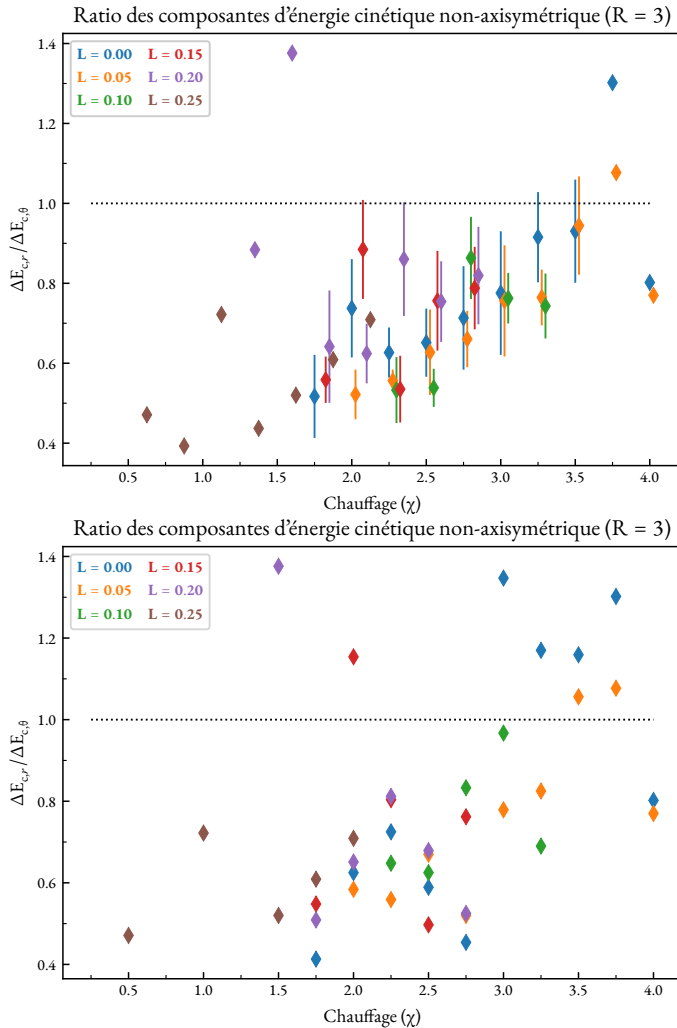 Ratio des composantes d'énergie cinétique non-axisymétrique (R = 3)
1.4
1.2
1.0
0.8
0.6
0.4
ΔE_{c,r}/ΔE_{c,θ}
L = 0.00 L = 0.15
L = 0.05 L = 0.20
L = 0.10 L = 0.25
0.5 1.0 1.5 2.0 2.5 3.0 3.5 4.0
Chauffage (χ)
Ratio des composantes d'énergie cinétique non-axisymétrique (R = 3)
1.4
1.2
1.0
0.8
0.6
0.4
ΔE_{c,r}/ΔE_{c,θ}
L = 0.00 L = 0.15
L = 0.05 L = 0.20
L = 0.10 L = 0.25
0.5 1.0 1.5 2.0 2.5 3.0 3.5 4.0
Chauffage (χ)